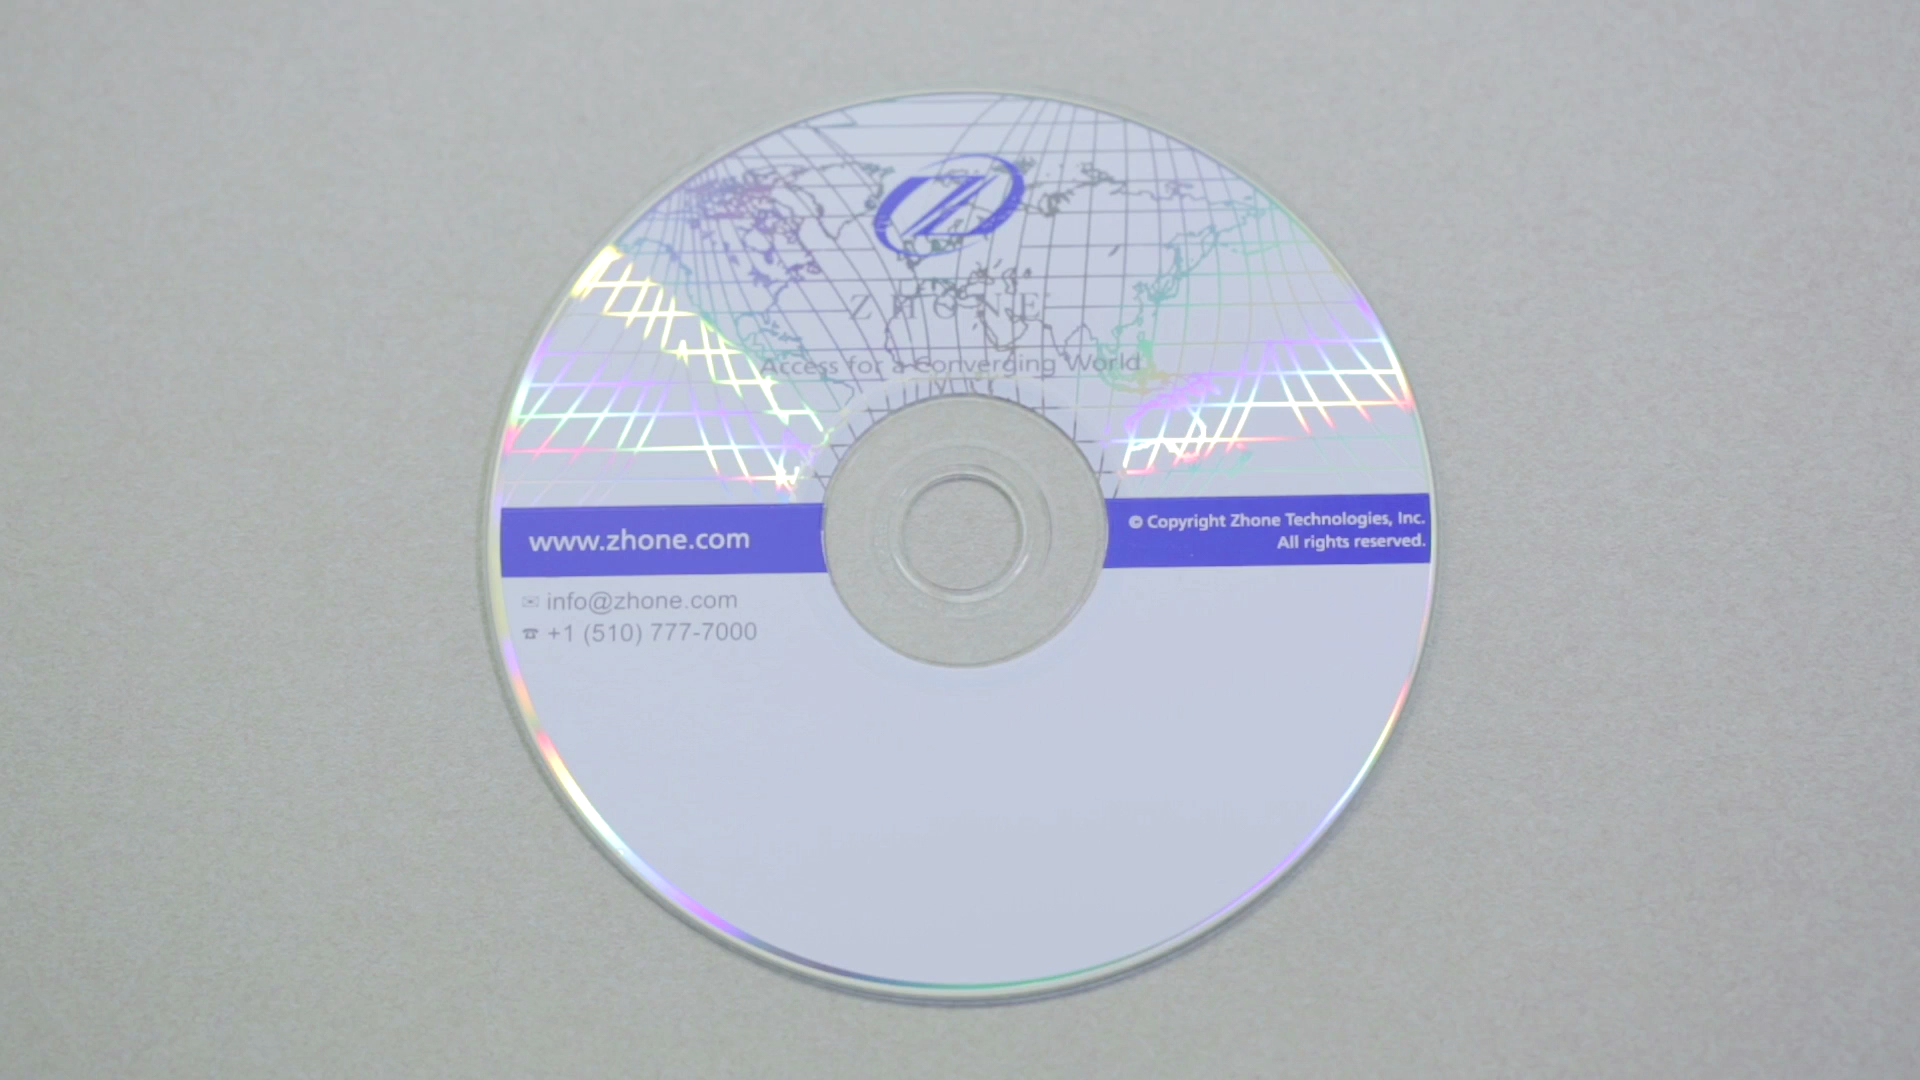 Z
ZHONE
Access for a Converging World
www.zhone.com
© Copyright Zhone Technologies, Inc.
All rights reserved.
✉ info@zhone.com
☎ +1 (510) 777-7000